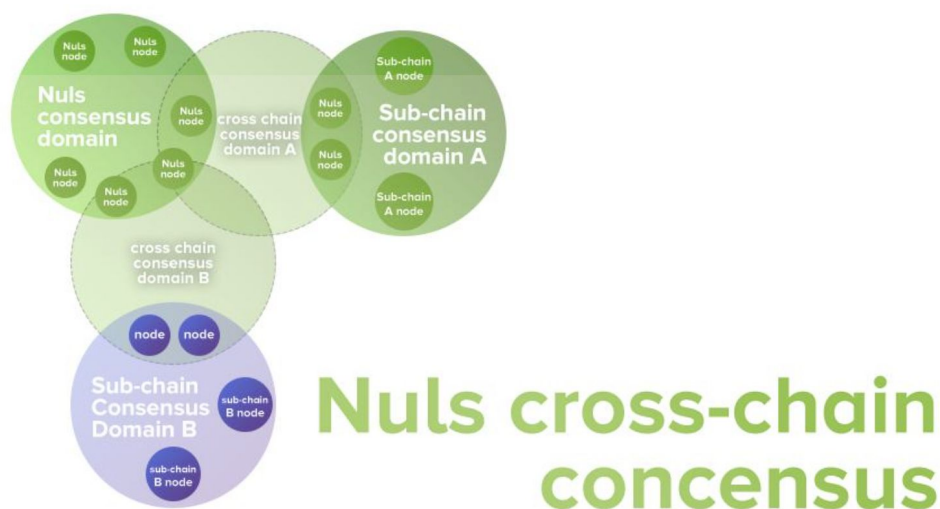 Nuls
node
Nuls
node
Nuls
consensus
domain
Nuls
node
Nuls
node
Nuls
node
Nuls
node
cross chain
consensus
domain A
Nuls
node
Nuls
node
Sub-chain
A node
Sub-chain
consensus
domain A
Sub-chain
A node
cross chain
consensus
domain B
node
node
Sub-chain
Consensus
Domain B
sub-chain
B node
sub-chain
B node
Nuls cross-chain
concensus